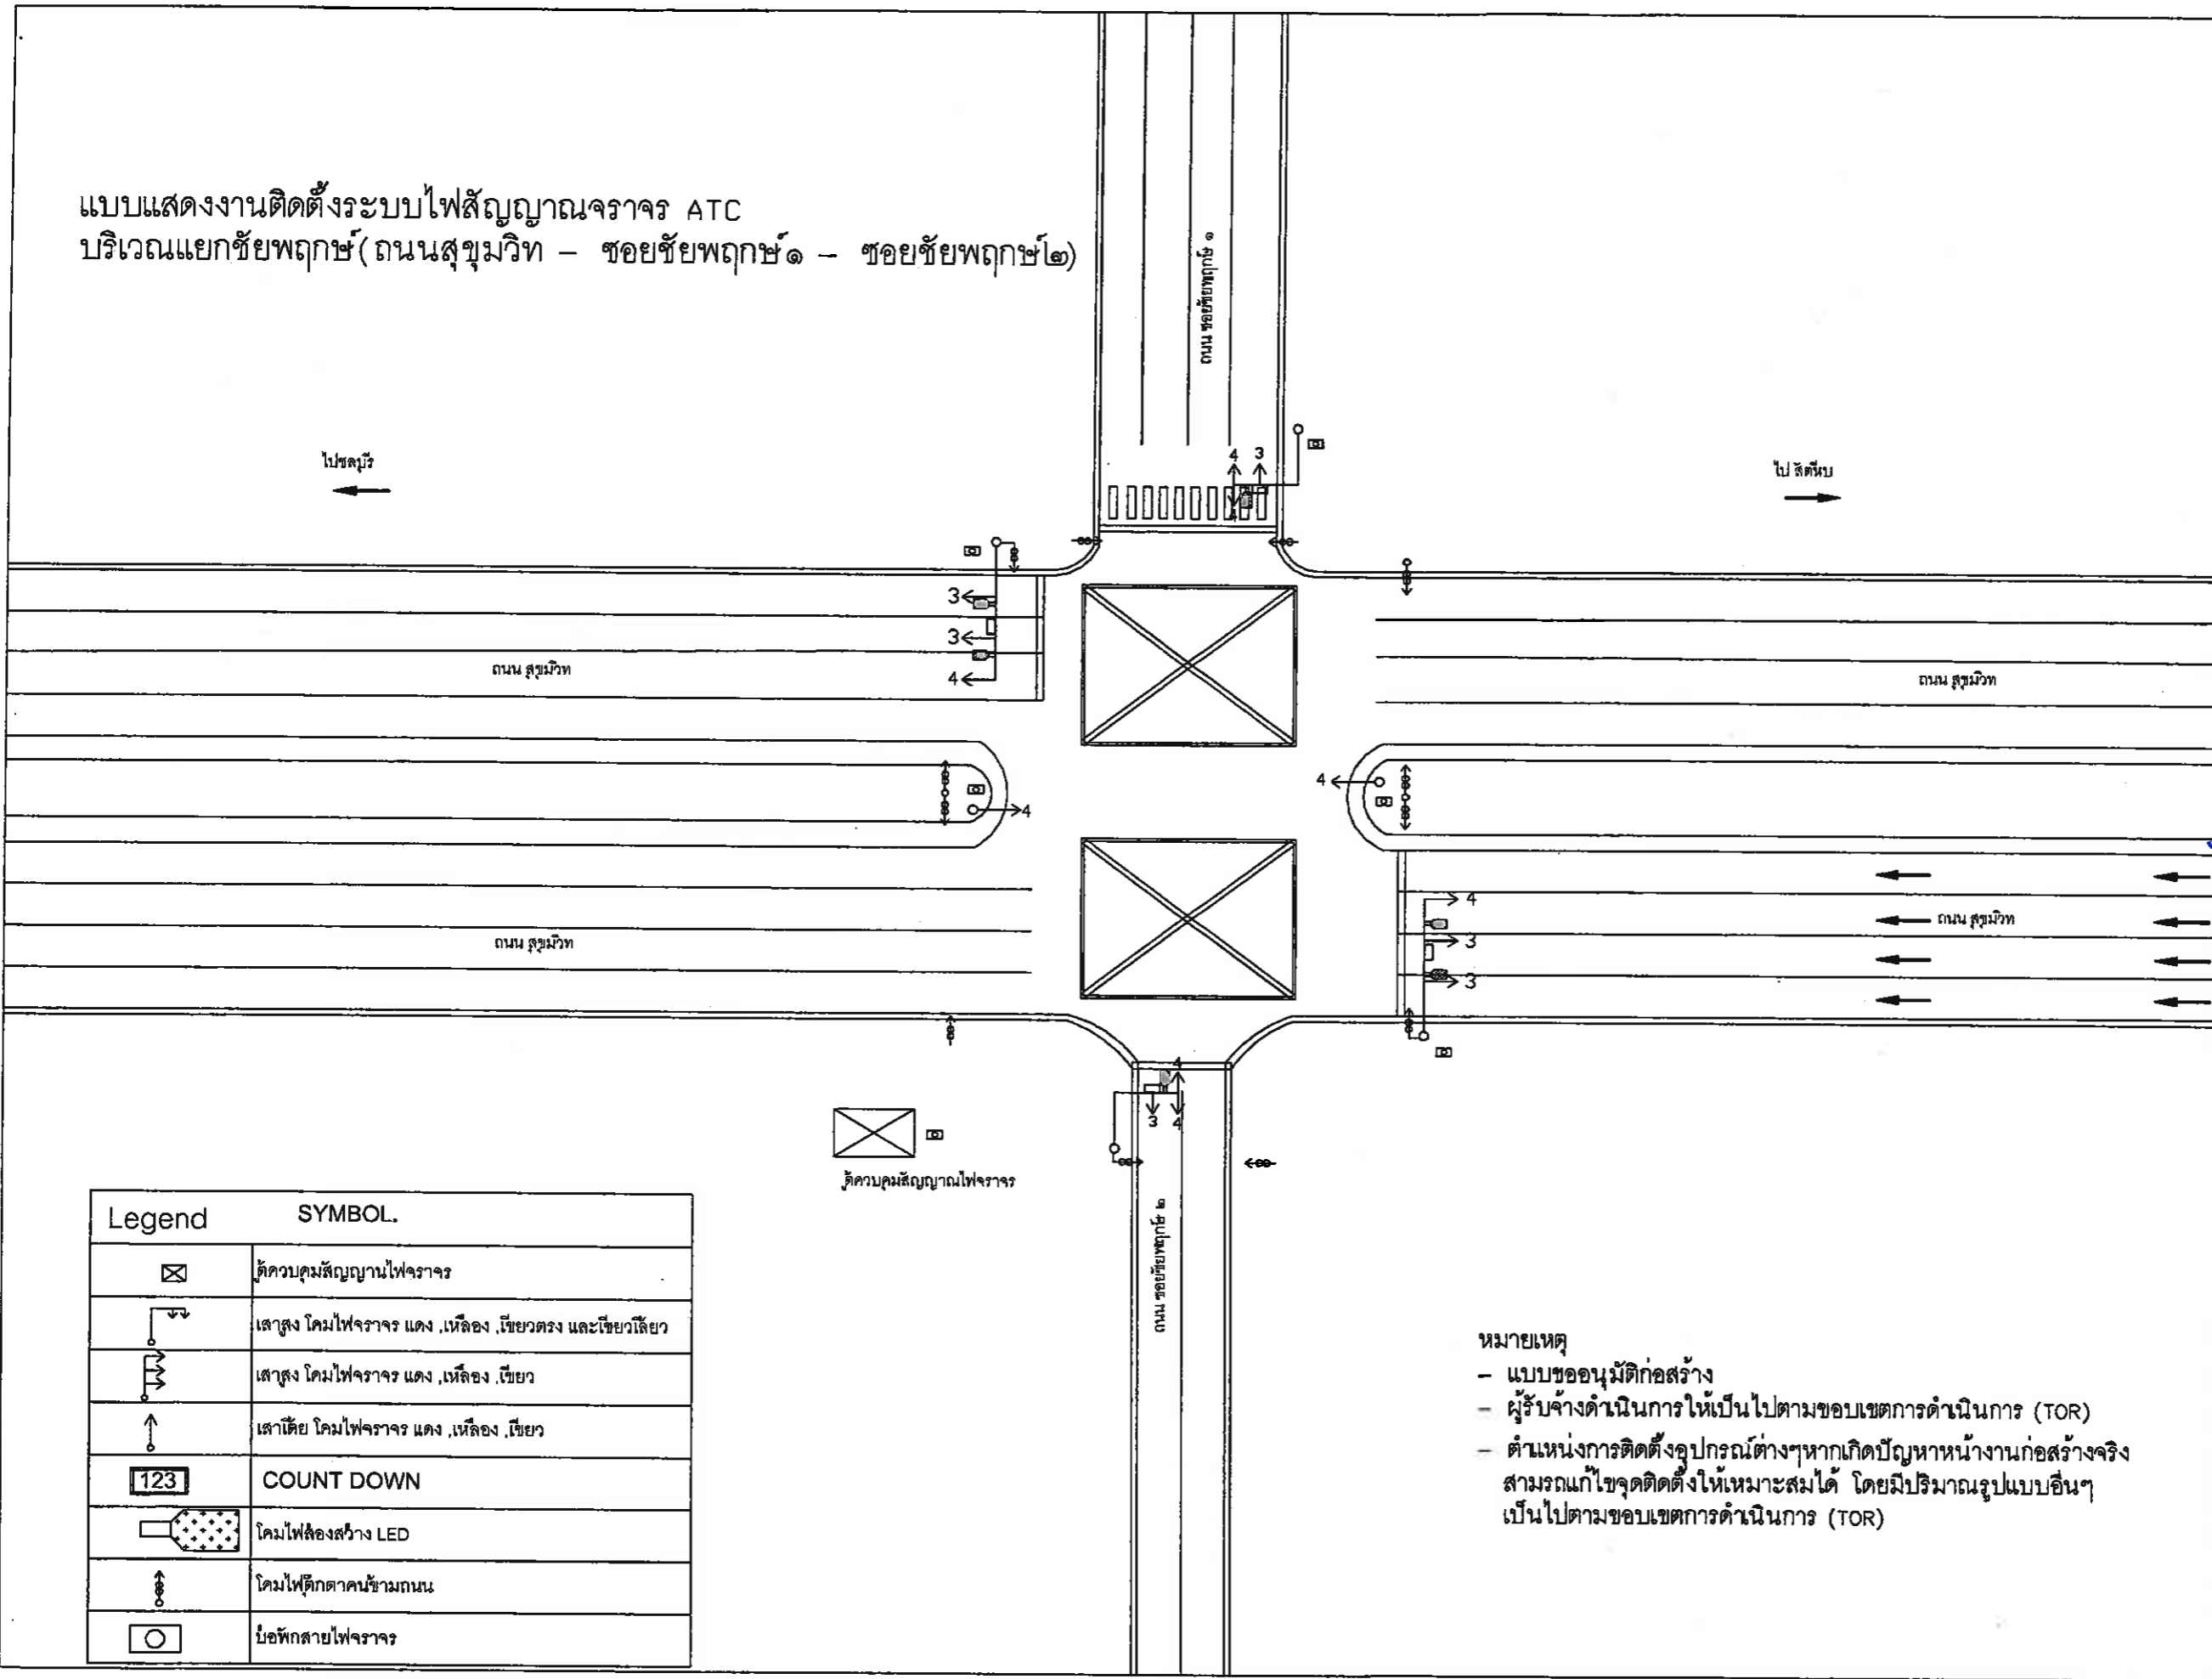 แบบแสดงงานติดตั้งระบบไฟสัญญาณจราจร ATC
บริเวณแยกชัยพฤกษ์(ถนนสุขุมวิท - ซอยชัยพฤกษ์๑ - ซอยชัยพฤกษ์๒)
ถนน ซอยชัยพฤกษ์ ๑
ไปชลบุรี
ไป สัตหีบ
4 3
4
3
3
4
ถนน สุขุมวิท
ถนน สุขุมวิท
4
4
4
3
3
ถนน สุขุมวิท
ถนน สุขุมวิท
4
3 4
ตู้ควบคุมสัญญาณไฟจราจร
ถนน ซอยชัยพฤกษ์ ๒
Legend SYMBOL.
ตู้ควบคุมสัญญานไฟจราจร
เสาสูง โคมไฟจราจร แดง ,เหลือง ,เขียวตรง และเขียวเลี้ยว
เสาสูง โคมไฟจราจร แดง ,เหลือง ,เขียว
เสาเตี้ย โคมไฟจราจร แดง ,เหลือง ,เขียว
123 COUNT DOWN
โคมไฟส่องสว่าง LED
โคมไฟตุ๊กตาคนข้ามถนน
บ่อพักสายไฟจราจร
หมายเหตุ
- แบบขออนุมัติก่อสร้าง
- ผู้รับจ้างดำเนินการให้เป็นไปตามขอบเขตการดำเนินการ (TOR)
- ตำแหน่งการติดตั้งอุปกรณ์ต่างๆหากเกิดปัญหาหน้างานก่อสร้างจริง
สามรถแก้ไขจุดติดตั้งให้เหมาะสมได้ โดยมีปริมาณรูปแบบอื่นๆ
เป็นไปตามขอบเขตการดำเนินการ (TOR)